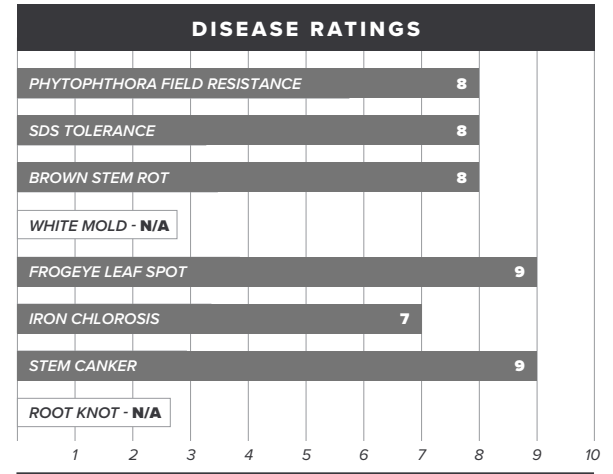 DISEASE RATINGS
PHYTOPHTHORA FIELD RESISTANCE 8
SDS TOLERANCE 8
BROWN STEM ROT 8
WHITE MOLD - N/A
FROGEYE LEAF SPOT 9
IRON CHLOROSIS 7
STEM CANKER 9
ROOT KNOT - N/A
1 2 3 4 5 6 7 8 9 10